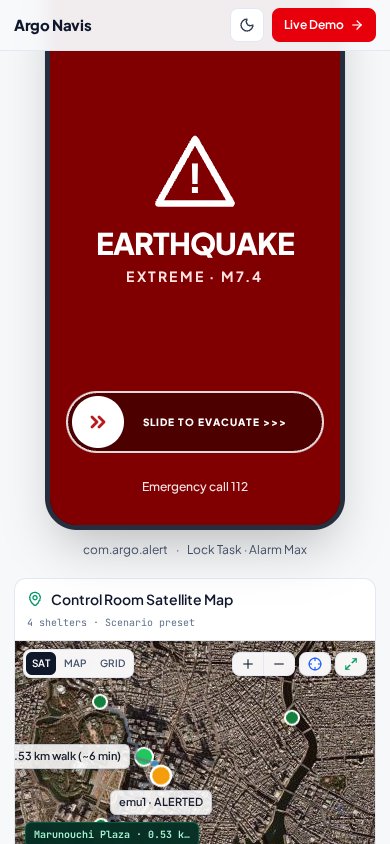 Argo Navis
Live Demo →
!
EARTHQUAKE
EXTREME · M7.4
SLIDE TO EVACUATE >>>
Emergency call 112
com.argo.alert · Lock Task · Alarm Max
Control Room Satellite Map
4 shelters · Scenario preset
SAT MAP GRID + −
.53 km walk (~6 min)
emu1 · ALERTED
Marunouchi Plaza · 0.53 k…